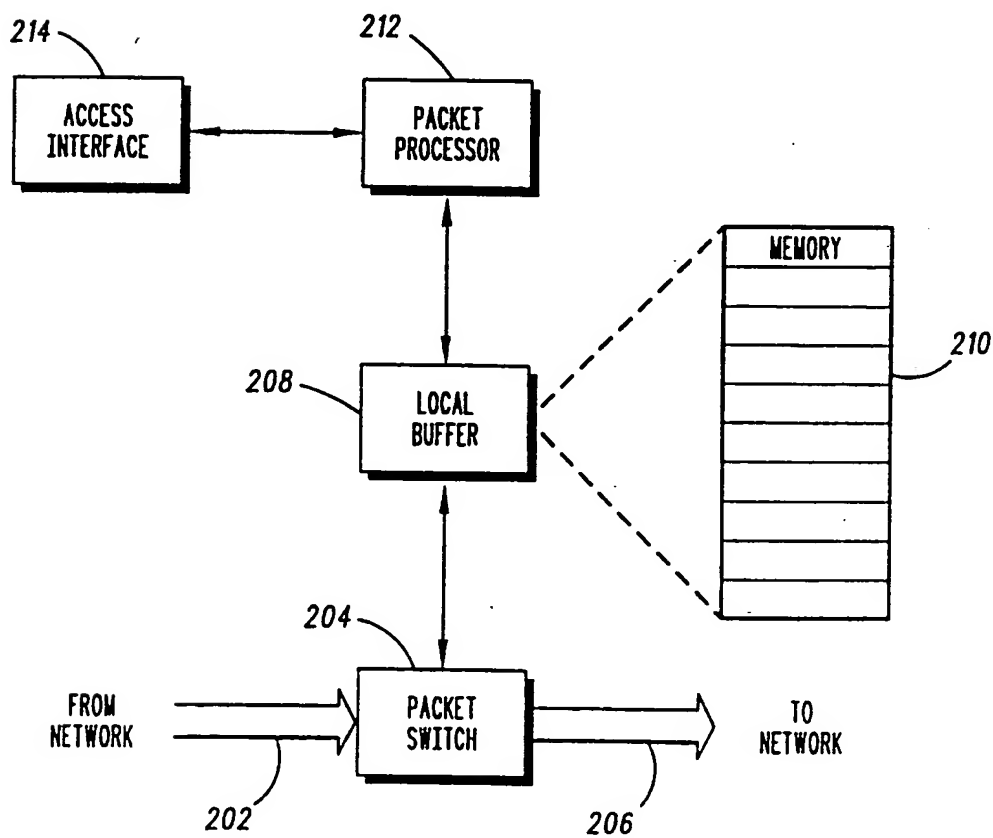 214
212
ACCESS
INTERFACE
PACKET
PROCESSOR
MEMORY
210
208
LOCAL
BUFFER
204
FROM
NETWORK
PACKET
SWITCH
TO
NETWORK
202
206